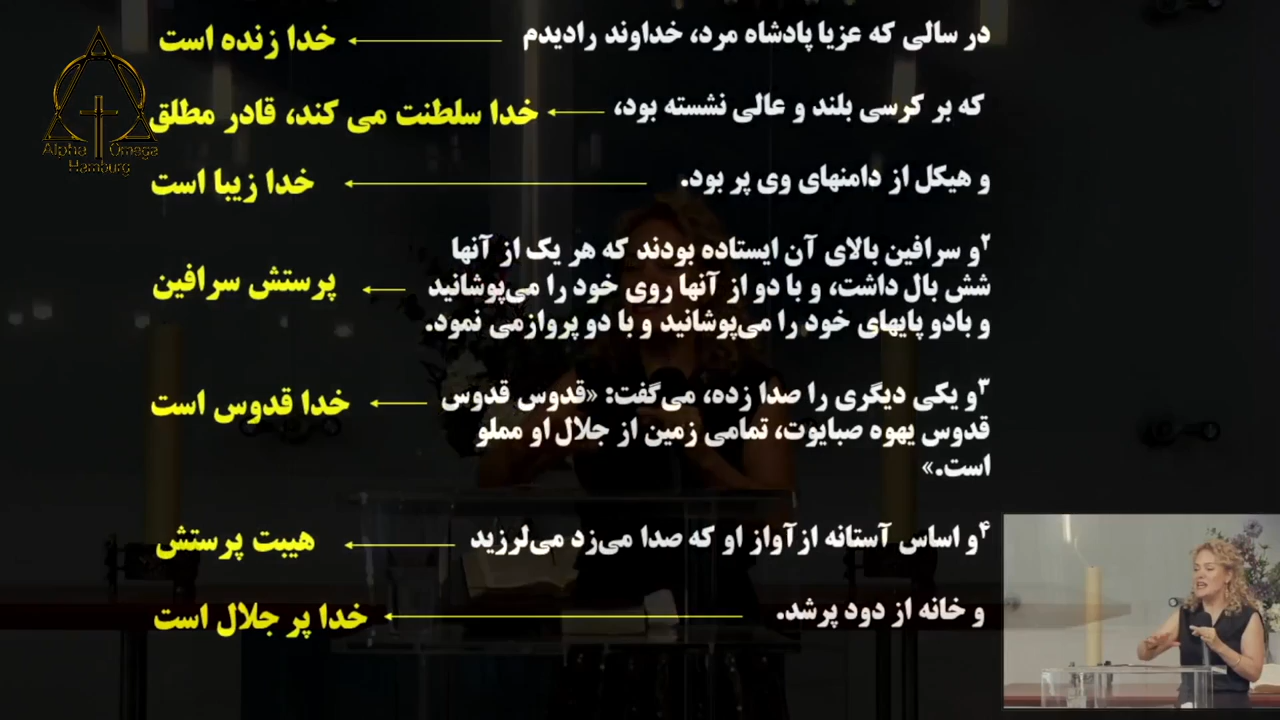 در سالی که عزیا پادشاه مرد، خداوند رادیدم
خدا زنده است
که بر کرسی بلند و عالی نشسته بود،
خدا سلطنت می کند، قادر مطلق
و هیکل از دامنهای وی پر بود.
خدا زیبا است
۲و سرافین بالای آن ایستاده بودند که هر یک از آنها
شش بال داشت، و با دو از آنها روی خود را می‌پوشانید
و بادو پایهای خود را می‌پوشانید و با دو پروازمی نمود.
پرستش سرافین
۳و یکی دیگری را صدا زده، می‌گفت: «قدوس قدوس
قدوس یهوه صبایوت، تمامی زمین از جلال او مملو
است.»
خدا قدوس است
۴و اساس آستانه ازآواز او که صدا می‌زد می‌لرزید
هیبت پرستش
و خانه از دود پرشد.
خدا پر جلال است
Alpha Omega
Hamburg